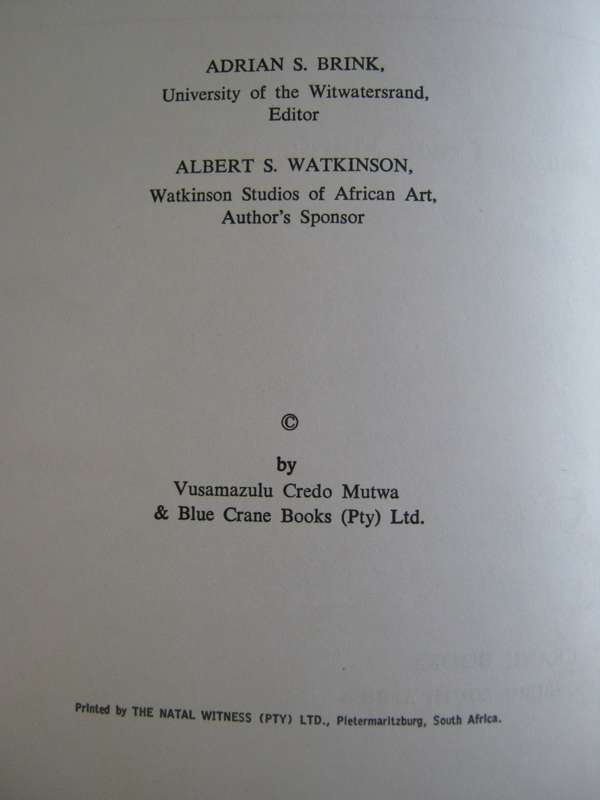 ADRIAN S. BRINK,
University of the Witwatersrand,
Editor
ALBERT S. WATKINSON,
Watkinson Studios of African Art,
Author's Sponsor
©
by
Vusamazulu Credo Mutwa
& Blue Crane Books (Pty) Ltd.
Printed by THE NATAL WITNESS (PTY) LTD., Pietermaritzburg, South Africa.